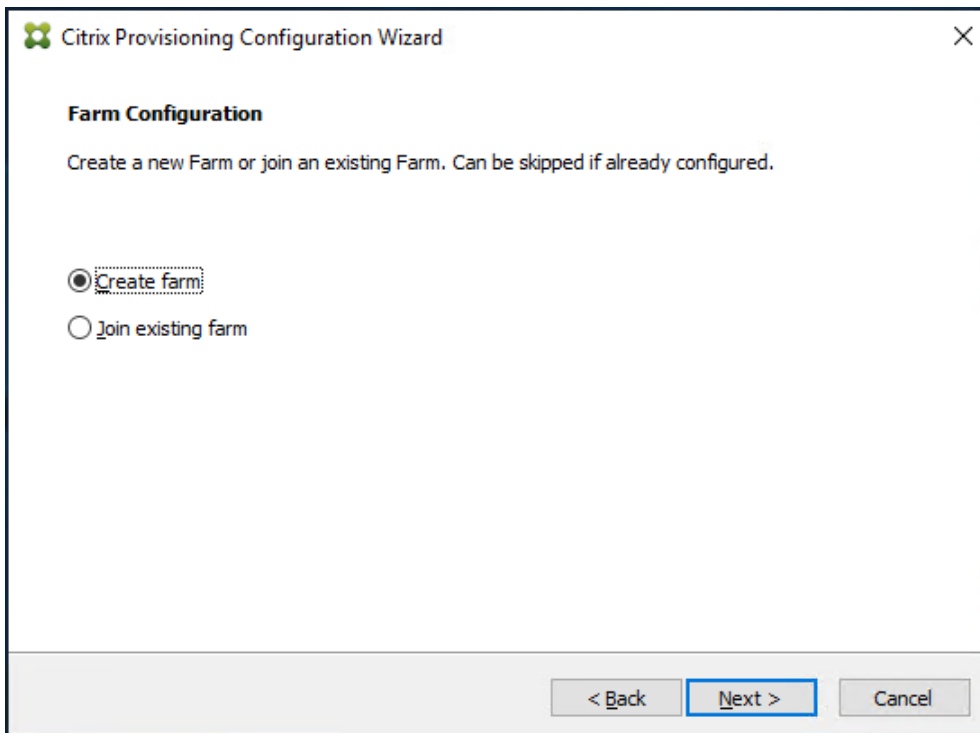 Citrix Provisioning Configuration Wizard
Farm Configuration
Create a new Farm or join an existing Farm. Can be skipped if already configured.
Create farm
Join existing farm
< Back Next > Cancel